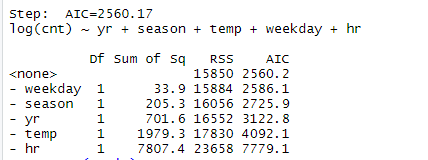 Step:  AIC=2560.17
log(cnt) ~ yr + season + temp + weekday + hr
Df Sum of Sq   RSS    AIC
<none>                 15850 2560.2
- weekday  1      33.9 15884 2586.1
- season   1     205.3 16056 2725.9
- yr       1     701.6 16552 3122.8
- temp     1    1979.3 17830 4092.1
- hr       1    7807.4 23658 7779.1